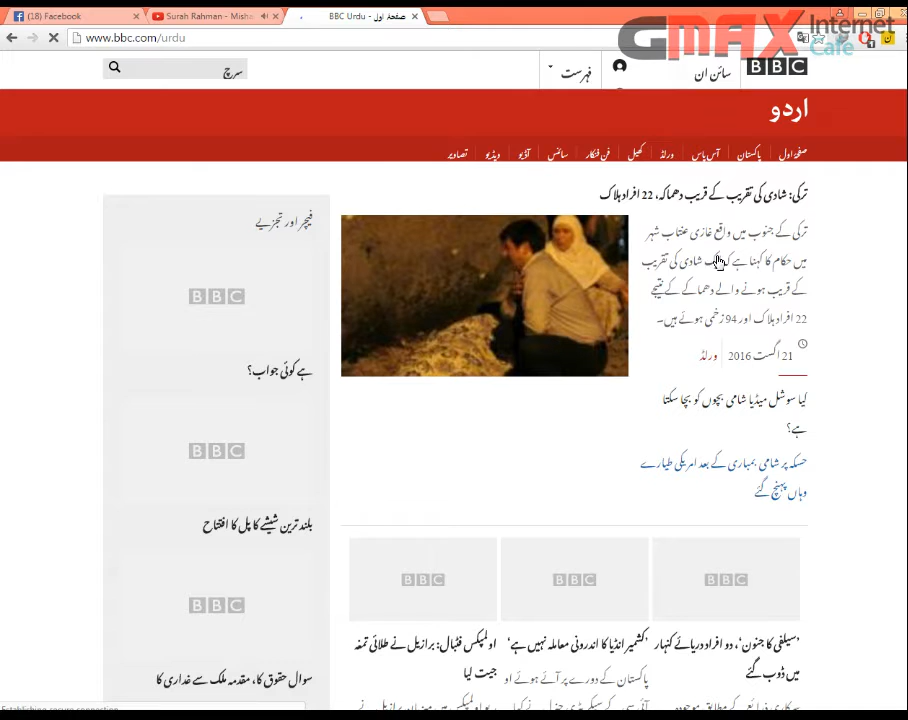 (18) Facebook
Surah Rahman - Misha
BBC Urdu - صفحۂ اول
GMAX Internet Cafe
www.bbc.com/urdu
BBC
سائن ان
فہرست
سرچ
اردو
صفحۂ اول
پاکستان
آس پاس
ورلڈ
کھیل
فن فنکار
سائنس
آڈیو
ویڈیو
تصاویر
ترکی: شادی کی تقریب کے قریب دھماکہ، 22 افراد ہلاک
ترکی کے جنوب میں واقع غازی عنتاب شہر
میں حکام کا کہنا ہے کہ شادی کی تقریب
کے قریب ہونے والے دھماکے کے نتیجے
22 افراد ہلاک اور 94 زخمی ہوئے ہیں۔
21 اگست 2016
ورلڈ
کیا سوشل میڈیا شامی بچوں کو بچا سکتا
ہے؟
حسکہ پر شامی بمباری کے بعد امریکی طیارے
وہاں پہنچ گئے
فیچر اور تجزیے
BBC
ہے کوئی جواب؟
BBC
بلند ترین شیشے کا پل کا افتتاح
BBC
سوال حقوق کا، مقدمہ ملک سے غداری کا
BBC
BBC
BBC
’سیلفی کا جنون‘، دو افراد دریائے کنہار
میں ڈوب گئے
’کشمیر انڈیا کا اندرونی معاملہ نہیں ہے‘
پاکستان کے دورے پر آئے ہوئے او
اولمپکس فٹبال: برازیل نے طلائی تمغہ
جیت لیا